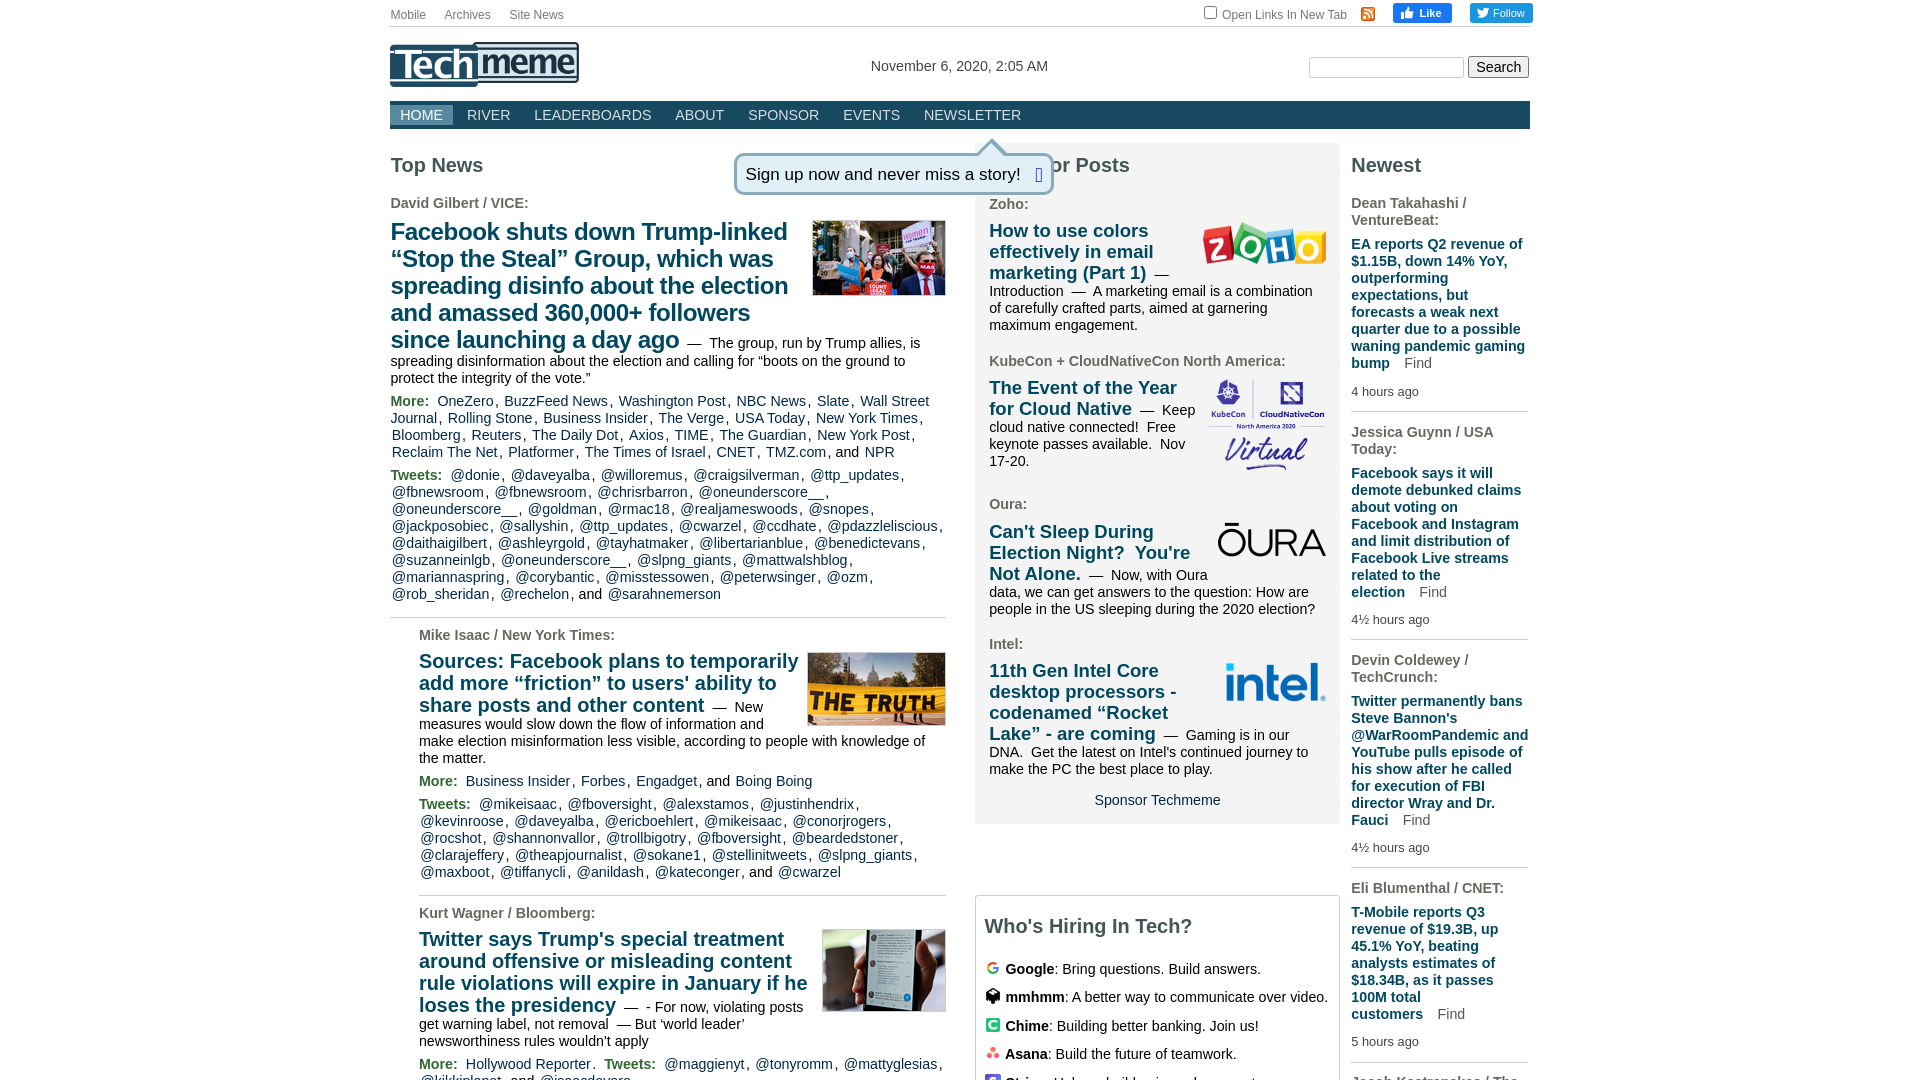 Mobile Archives Site News
Open Links In New Tab
Like
Follow
Techmeme
November 6, 2020, 2:05 AM
Search
HOME RIVER LEADERBOARDS ABOUT SPONSOR EVENTS NEWSLETTER
Sign up now and never miss a story!
Top News
David Gilbert / VICE:
Facebook shuts down Trump-linked
“Stop the Steal” Group, which was
spreading disinfo about the election
and amassed 360,000+ followers
since launching a day ago — The group, run by Trump allies, is
spreading disinformation about the election and calling for “boots on the ground to
protect the integrity of the vote.”
More: OneZero, BuzzFeed News, Washington Post, NBC News, Slate, Wall Street
Journal, Rolling Stone, Business Insider, The Verge, USA Today, New York Times,
Bloomberg, Reuters, The Daily Dot, Axios, TIME, The Guardian, New York Post,
Reclaim The Net, Platformer, The Times of Israel, CNET, TMZ.com, and NPR
Tweets: @donie, @daveyalba, @willoremus, @craigsilverman, @ttp_updates,
@fbnewsroom, @fbnewsroom, @chrisrbarron, @oneunderscore__,
@oneunderscore__, @goldman, @rmac18, @realjameswoods, @snopes,
@jackposobiec, @sallyshin, @ttp_updates, @cwarzel, @ccdhate, @pdazzleliscious,
@daithaigilbert, @ashleyrgold, @tayhatmaker, @libertarianblue, @benedictevans,
@suzanneinlgb, @oneunderscore__, @slpng_giants, @mattwalshblog,
@mariannaspring, @corybantic, @misstessowen, @peterwsinger, @ozm,
@rob_sheridan, @rechelon, and @sarahnemerson
Mike Isaac / New York Times:
Sources: Facebook plans to temporarily
add more “friction” to users' ability to
share posts and other content — New
measures would slow down the flow of information and
make election misinformation less visible, according to people with knowledge of
the matter.
THE TRUTH
More: Business Insider, Forbes, Engadget, and Boing Boing
Tweets: @mikeisaac, @fboversight, @alexstamos, @justinhendrix,
@kevinroose, @daveyalba, @ericboehlert, @mikeisaac, @conorjrogers,
@rocshot, @shannonvallor, @trollbigotry, @fboversight, @beardedstoner,
@clarajeffery, @theapjournalist, @sokane1, @stellinitweets, @slpng_giants,
@maxboot, @tiffanycli, @anildash, @kateconger, and @cwarzel
Kurt Wagner / Bloomberg:
Twitter says Trump's special treatment
around offensive or misleading content
rule violations will expire in January if he
loses the presidency — - For now, violating posts
get warning label, not removal — But ‘world leader’
newsworthiness rules wouldn't apply
More: Hollywood Reporter. Tweets: @maggienyt, @tonyromm, @mattyglesias,
or Posts
Zoho:
How to use colors
effectively in email
marketing (Part 1) —
Introduction — A marketing email is a combination
of carefully crafted parts, aimed at garnering
maximum engagement.
ZOHO
KubeCon + CloudNativeCon North America:
The Event of the Year
for Cloud Native — Keep
cloud native connected! Free
keynote passes available. Nov
17-20.
KubeCon CloudNativeCon
North America 2020
Virtual
Oura:
Can't Sleep During
Election Night? You're
Not Alone. — Now, with Oura
data, we can get answers to the question: How are
people in the US sleeping during the 2020 election?
OURA
Intel:
11th Gen Intel Core
desktop processors -
codenamed “Rocket
Lake” - are coming — Gaming is in our
DNA. Get the latest on Intel's continued journey to
make the PC the best place to play.
intel.
Sponsor Techmeme
Who's Hiring In Tech?
Google: Bring questions. Build answers.
mmhmm: A better way to communicate over video.
Chime: Building better banking. Join us!
Asana: Build the future of teamwork.
Newest
Dean Takahashi /
VentureBeat:
EA reports Q2 revenue of
$1.15B, down 14% YoY,
outperforming
expectations, but
forecasts a weak next
quarter due to a possible
waning pandemic gaming
bump Find
4 hours ago
Jessica Guynn / USA
Today:
Facebook says it will
demote debunked claims
about voting on
Facebook and Instagram
and limit distribution of
Facebook Live streams
related to the
election Find
4½ hours ago
Devin Coldewey /
TechCrunch:
Twitter permanently bans
Steve Bannon's
@WarRoomPandemic and
YouTube pulls episode of
his show after he called
for execution of FBI
director Wray and Dr.
Fauci Find
4½ hours ago
Eli Blumenthal / CNET:
T-Mobile reports Q3
revenue of $19.3B, up
45.1% YoY, beating
analysts estimates of
$18.34B, as it passes
100M total
customers Find
5 hours ago